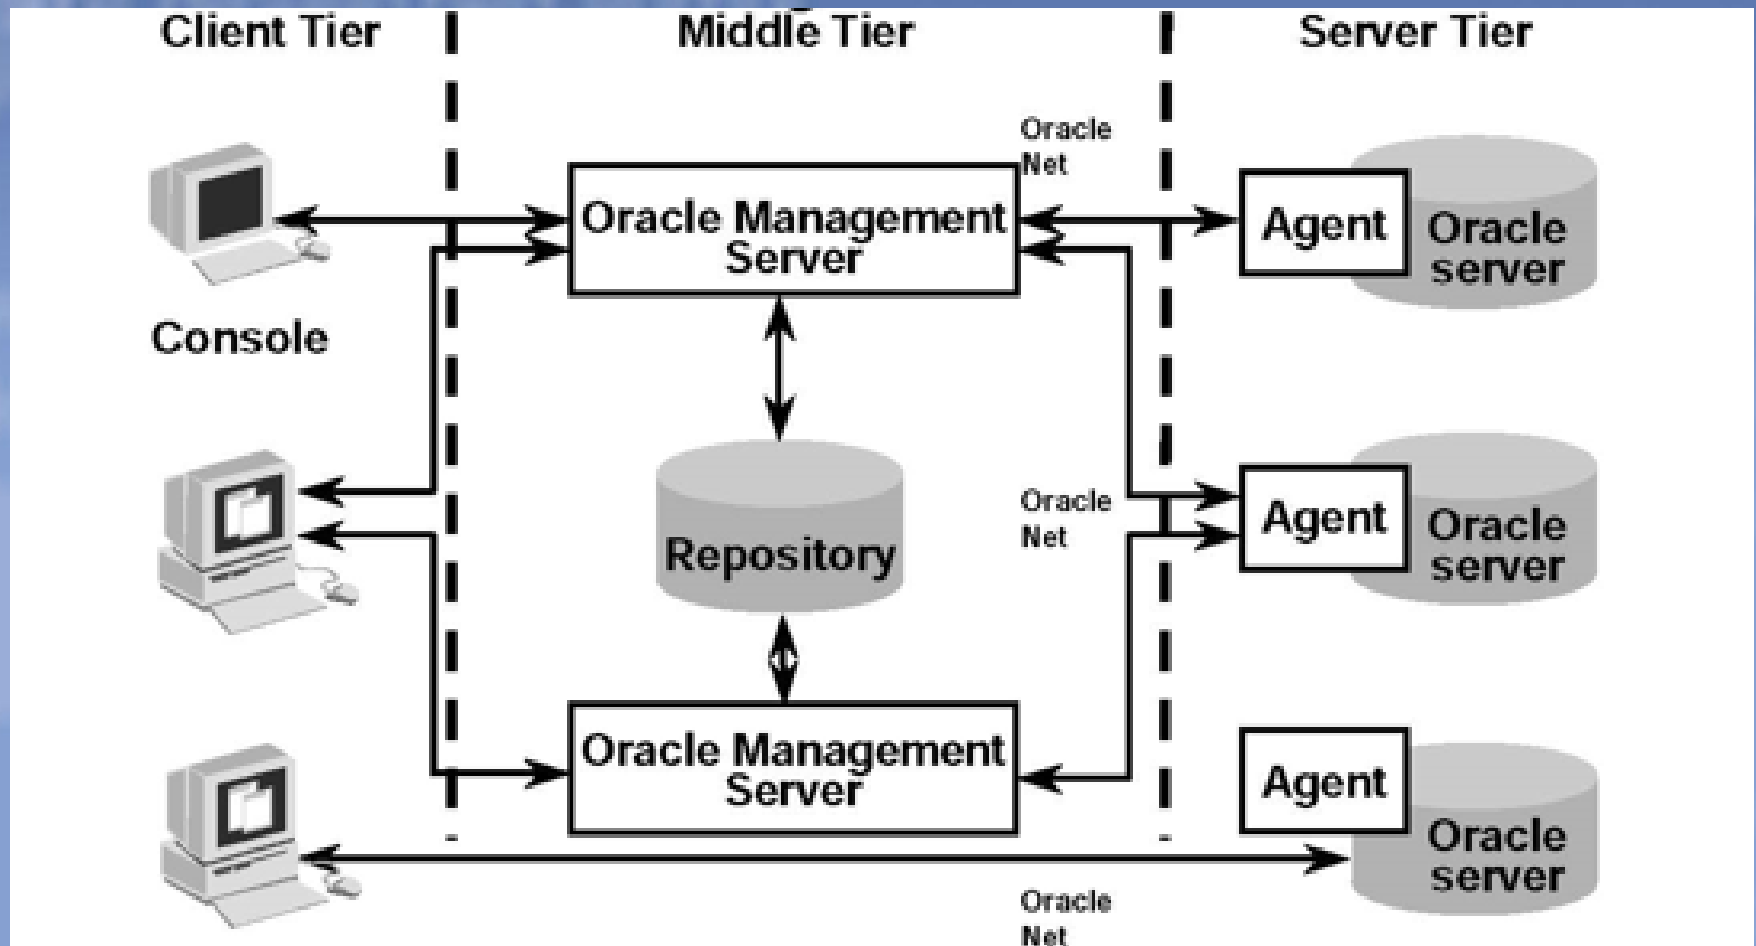 Client Tier
Middle Tier
Server Tier
Oracle
Net
Oracle Management
Server
Agent
Oracle
server
Console
Repository
Oracle
Net
Agent
Oracle
server
Oracle Management
Server
Agent
Oracle
server
Oracle
Net